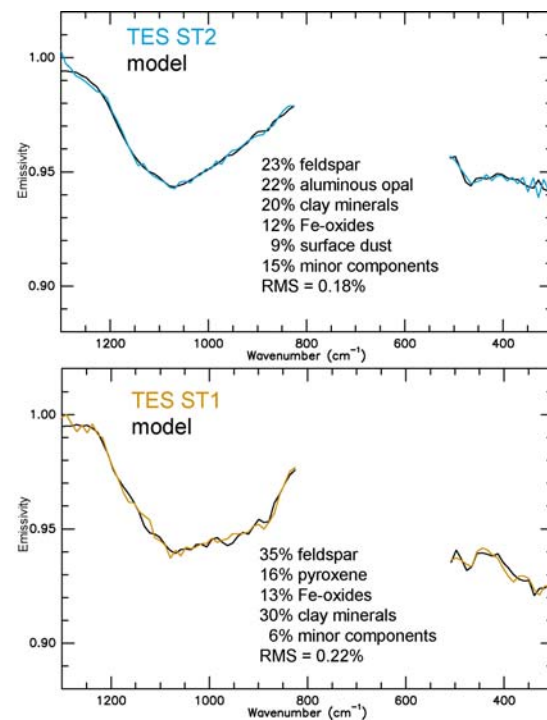 TES ST2
model
1.00
0.95
0.90
Emissivity
23% feldspar
22% aluminous opal
20% clay minerals
12% Fe-oxides
9% surface dust
15% minor components
RMS = 0.18%
1200 1000 800 600 400
Wavenumber (cm⁻¹)
TES ST1
model
1.00
0.95
0.90
Emissivity
35% feldspar
16% pyroxene
13% Fe-oxides
30% clay minerals
6% minor components
RMS = 0.22%
1200 1000 800 600 400
Wavenumber (cm⁻¹)